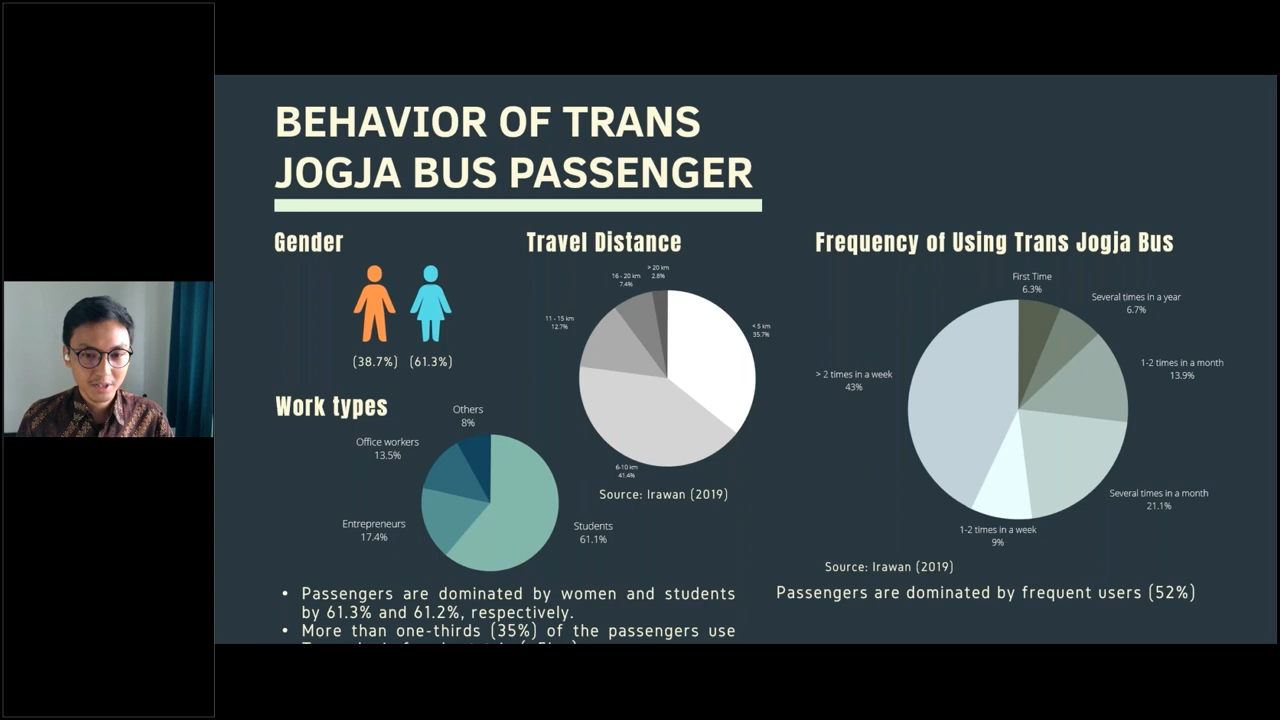 BEHAVIOR OF TRANS
JOGJA BUS PASSENGER
Gender
(38.7%) (61.3%)
Work types
Others
8%
Office workers
13.5%
Entrepreneurs
17.4%
Students
61.1%
Travel Distance
> 20 km
2.8%
16 - 20 km
7.4%
11 - 15 km
12.7%
< 5 km
35.7%
6-10 km
41.4%
Source: Irawan (2019)
Frequency of Using Trans Jogja Bus
First Time
6.3%
Several times in a year
6.7%
1-2 times in a month
13.9%
> 2 times in a week
43%
Several times in a month
21.1%
1-2 times in a week
9%
Source: Irawan (2019)
Passengers are dominated by frequent users (52%)
• Passengers are dominated by women and students
by 61.3% and 61.2%, respectively.
• More than one-thirds (35%) of the passengers use